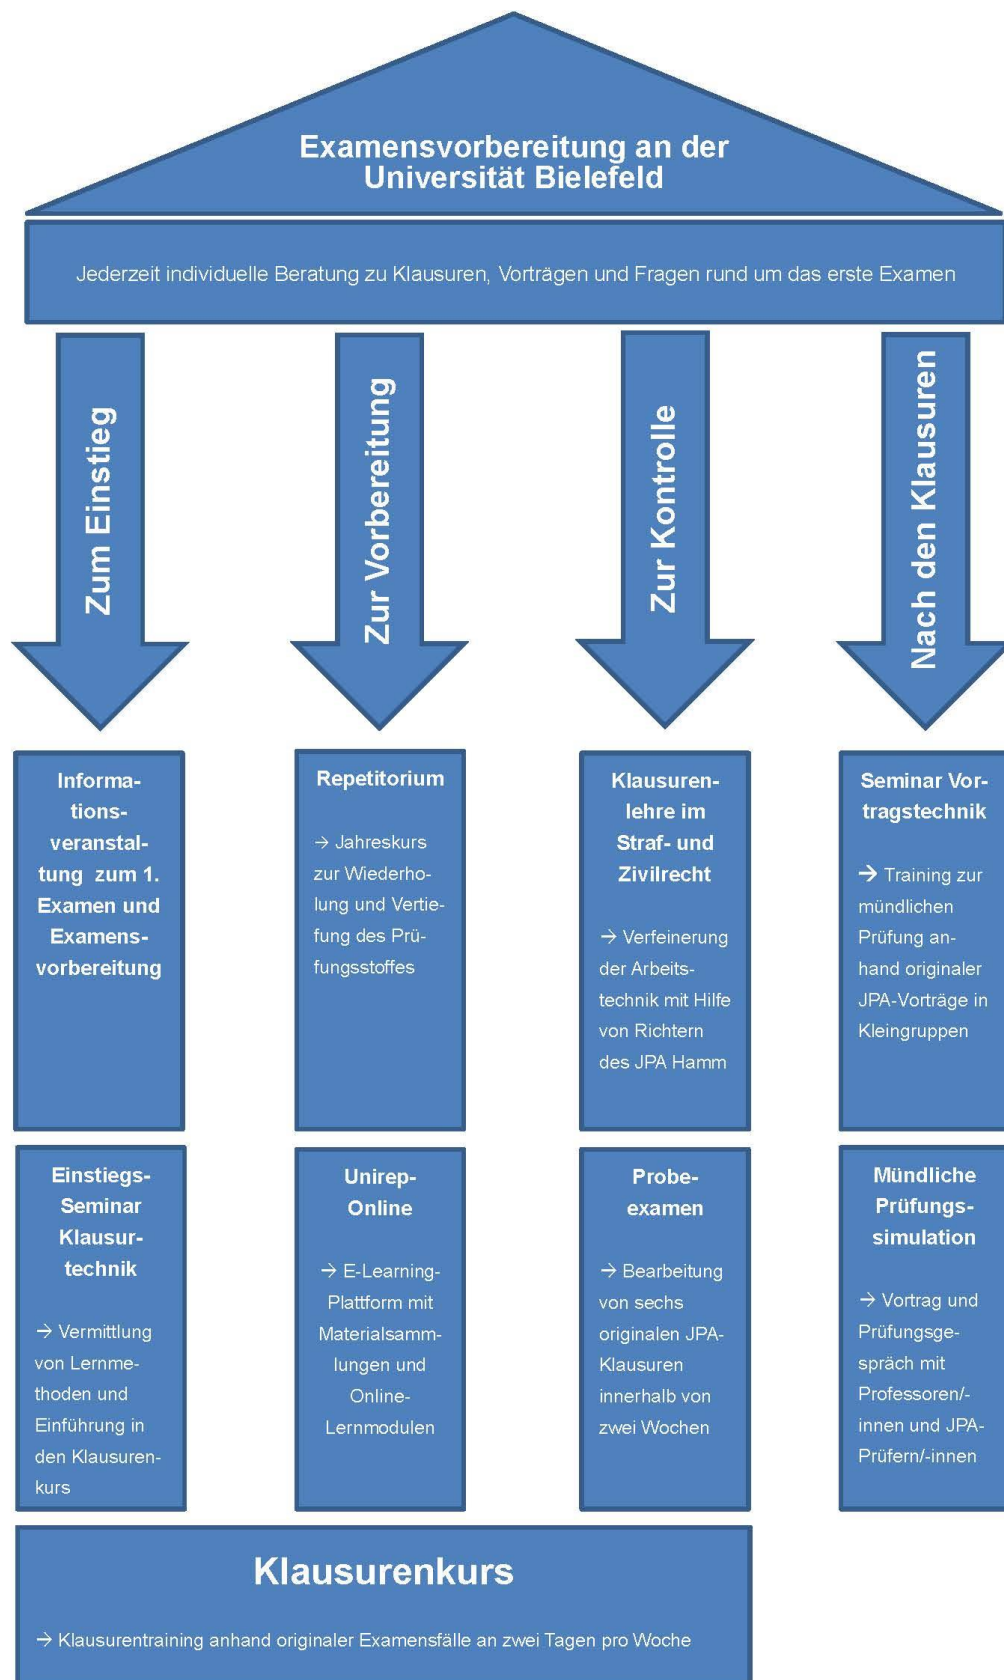 Examensvorbereitung an der
Universität Bielefeld
Jederzeit individuelle Beratung zu Klausuren, Vorträgen und Fragen rund um das erste Examen
Zum Einstieg
Zur Vorbereitung
Zur Kontrolle
Nach den Klausuren
Informa-
tions-
veranstal-
tung zum 1.
Examen und
Examens-
vorbereitung
Repetitorium
→ Jahreskurs
zur Wiederho-
lung und Vertie-
fung des Prü-
fungsstoffes
Klausuren-
lehre im
Straf- und
Zivilrecht
→ Verfeinerung
der Arbeits-
technik mit Hilfe
von Richtern
des JPA Hamm
Seminar Vor-
tragstechnik
→ Training zur
mündlichen
Prüfung an-
hand originaler
JPA-Vorträge in
Kleingruppen
Einstiegs-
Seminar
Klausur-
technik
→ Vermittlung
von Lernme-
thoden und
Einführung in
den Klausuren-
kurs
Unirep-
Online
→ E-Learning-
Plattform mit
Materialsamm-
lungen und
Online-
Lernmodulen
Probe-
examen
→ Bearbeitung
von sechs
originalen JPA-
Klausuren
innerhalb von
zwei Wochen
Mündliche
Prüfungs-
simulation
→ Vortrag und
Prüfungsge-
spräch mit
Professoren/-
innen und JPA-
Prüfern/-innen
Klausurenkurs
→ Klausurentraining anhand originaler Examensfälle an zwei Tagen pro Woche